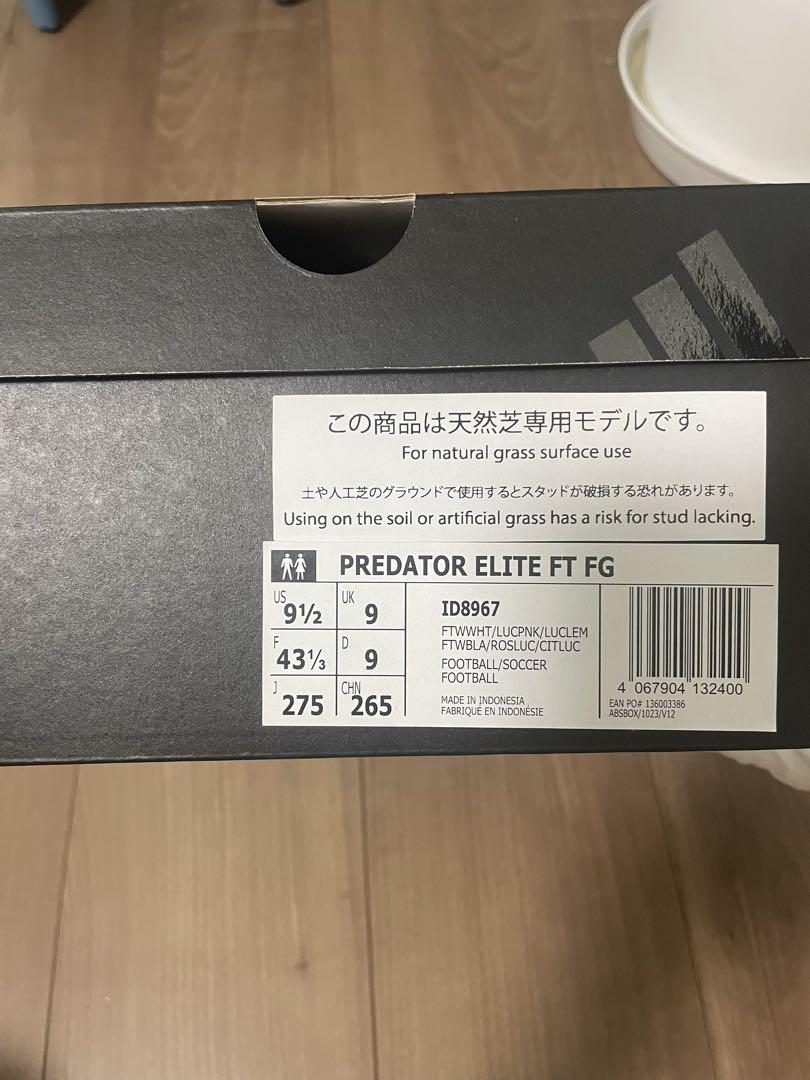 この商品は天然芝専用モデルです。
For natural grass surface use
土や人工芝のグラウンドで使用するとスタッドが破損する恐れがあります。
Using on the soil or artificial grass has a risk for stud lacking.
PREDATOR ELITE FT FG
US 9½ UK 9
F 43⅓ D 9
J 275 CHN 265
ID8967
FTWWHT/LUCPNK/LUCLEM
FTWBLA/ROSLUC/CITLUC
FOOTBALL/SOCCER
FOOTBALL
MADE IN INDONESIA
FABRIQUÉ EN INDONÉSIE
4 067904 132400
EAN PO# 136003386
ABSBOX/1023/V12